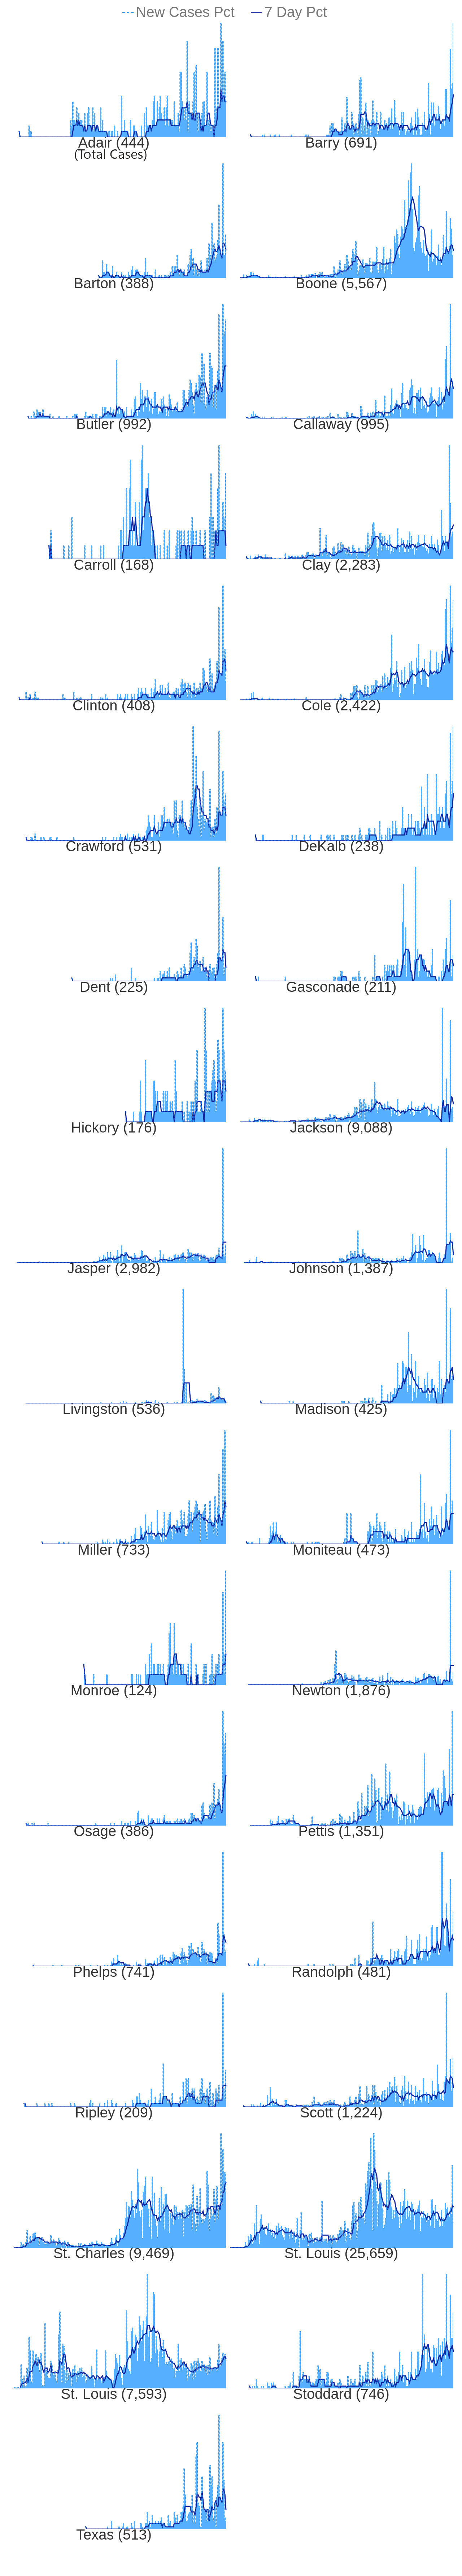 New Cases Pct 7 Day Pct
Adair (444) Barry (691)
(Total Cases)
Barton (388) Boone (5,567)
Butler (992) Callaway (995)
Carroll (168) Clay (2,283)
Clinton (408) Cole (2,422)
Crawford (531) DeKalb (238)
Dent (225) Gasconade (211)
Hickory (176) Jackson (9,088)
Jasper (2,982) Johnson (1,387)
Livingston (536) Madison (425)
Miller (733) Moniteau (473)
Monroe (124) Newton (1,876)
Osage (386) Pettis (1,351)
Phelps (741) Randolph (481)
Ripley (209) Scott (1,224)
St. Charles (9,469) St. Louis (25,659)
St. Louis (7,593) Stoddard (746)
Texas (513)